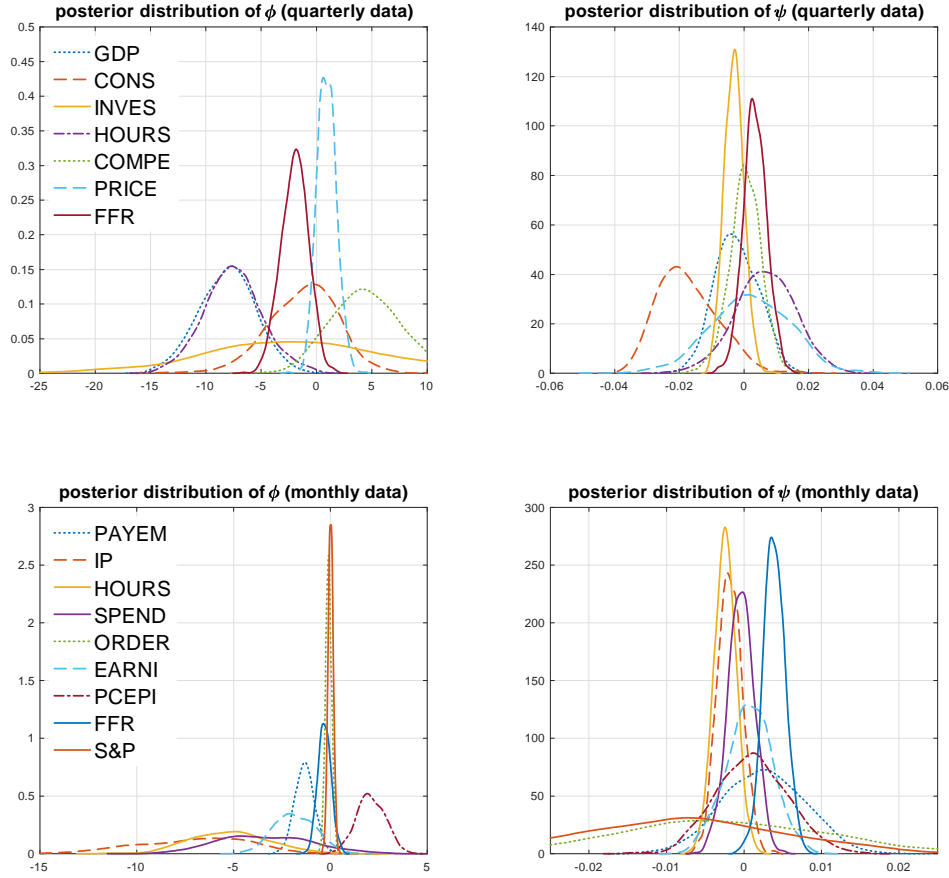 posterior distribution of ϕ (quarterly data)
0.5
0.45
0.4
0.35
0.3
0.25
0.2
0.15
0.1
0.05
0
-25 -20 -15 -10 -5 0 5 10
GDP
CONS
INVES
HOURS
COMPE
PRICE
FFR
posterior distribution of ψ (quarterly data)
140
120
100
80
60
40
20
0
-0.06 -0.04 -0.02 0 0.02 0.04 0.06
posterior distribution of ϕ (monthly data)
3
2.5
2
1.5
1
0.5
0
-15 -10 -5 0 5
PAYEM
IP
HOURS
SPEND
ORDER
EARNI
PCEPI
FFR
S&P
posterior distribution of ψ (monthly data)
300
250
200
150
100
50
0
-0.02 -0.01 0 0.01 0.02